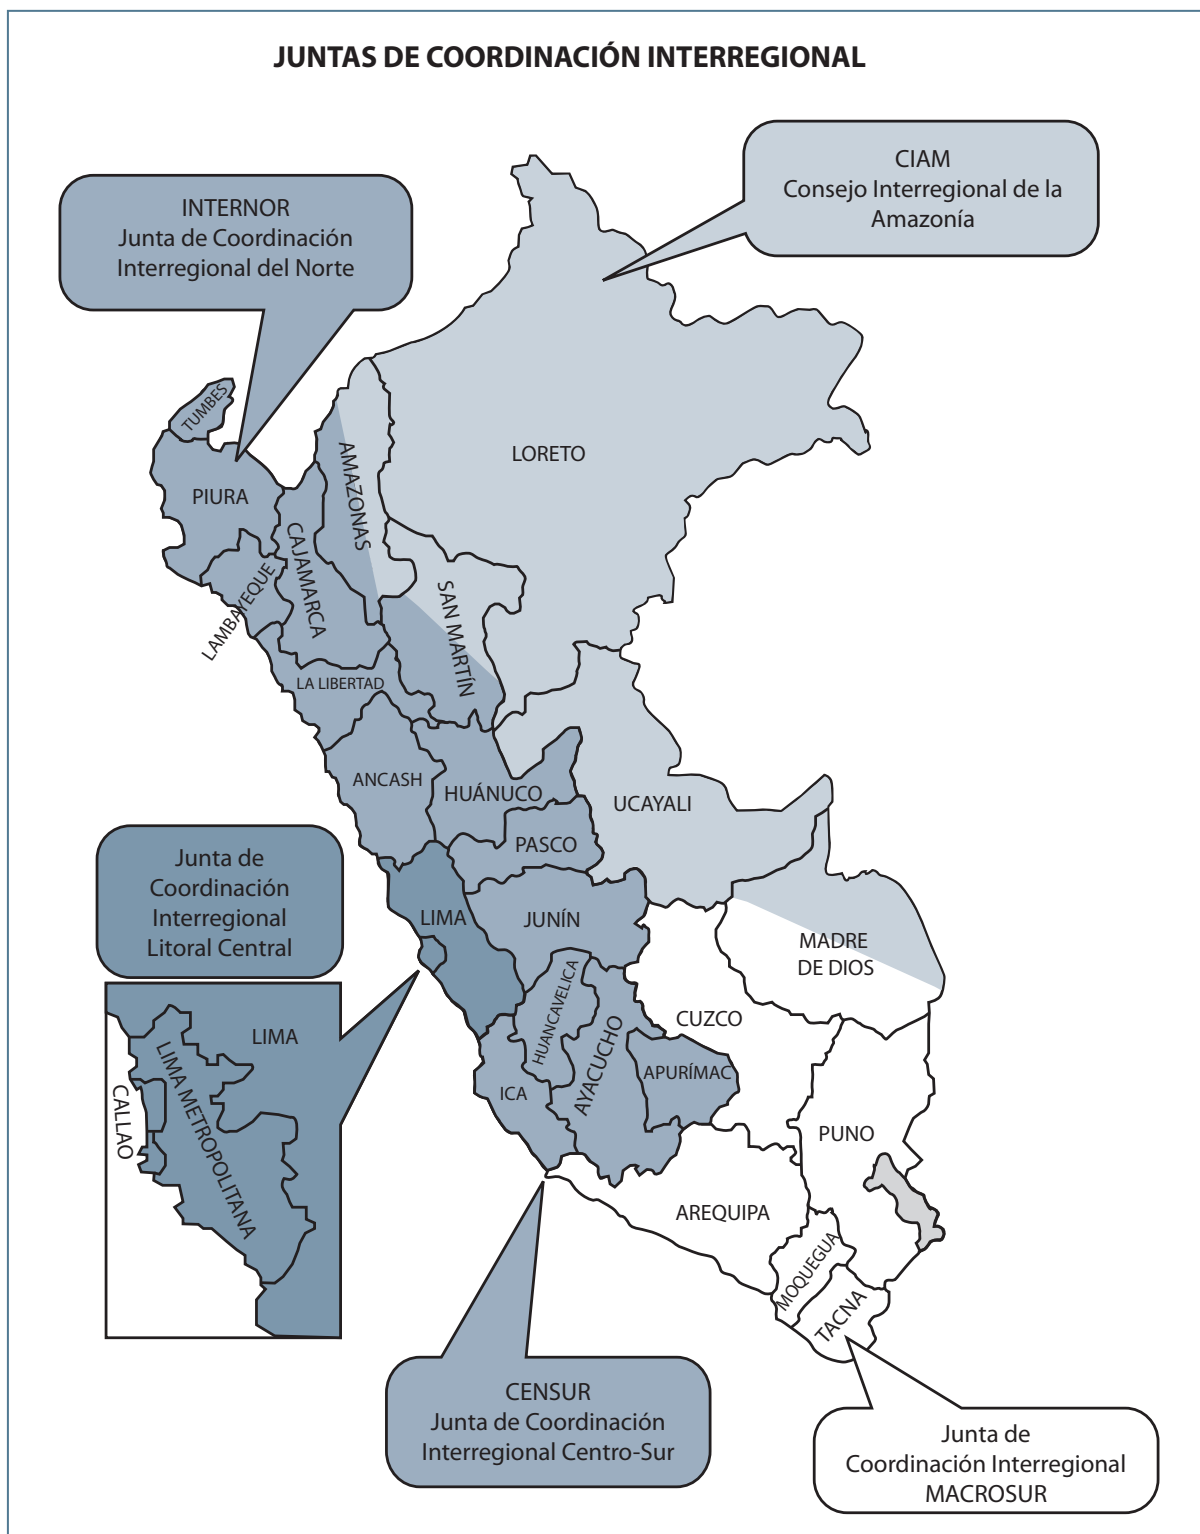 JUNTAS DE COORDINACIÓN INTERREGIONAL
CIAM
Consejo Interregional de la
Amazonía
INTERNOR
Junta de Coordinación
Interregional del Norte
TUMBES
PIURA
LAMBAYEQUE
CAJAMARCA
AMAZONAS
LORETO
SAN MARTÍN
LA LIBERTAD
ANCASH
HUÁNUCO
UCAYALI
PASCO
Junta de
Coordinación
Interregional
Litoral Central
LIMA
JUNÍN
MADRE
DE DIOS
HUANCAVELICA
CUZCO
AYACUCHO
APURÍMAC
ICA
LIMA
LIMA METROPOLITANA
CALLAO
PUNO
AREQUIPA
MOQUEGUA
TACNA
CENSUR
Junta de Coordinación
Interregional Centro-Sur
Junta de
Coordinación Interregional
MACROSUR